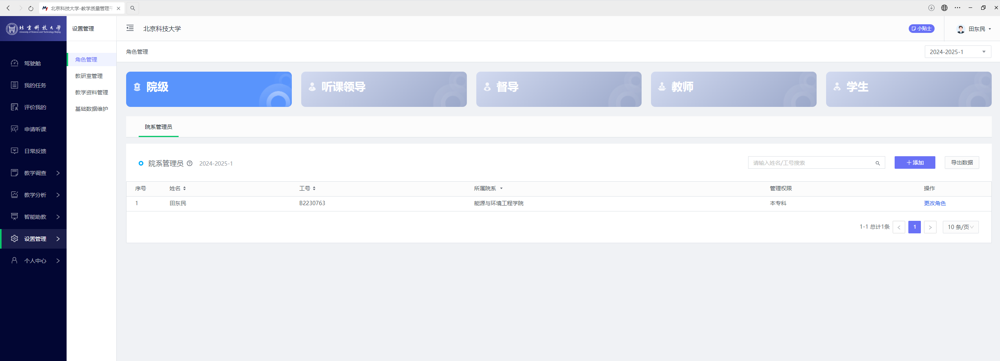 My 北京科技大学-教学质量管理平
北京科技大学
University of Science and Technology Beijing
设置管理
北京科技大学
小贴士
田东民
驾驶舱
我的任务
评价我的
申请听课
日常反馈
教学调查
教学分析
智能助教
设置管理
个人中心
角色管理
教研室管理
教学资料管理
基础数据维护
角色管理
2024-2025-1
院级
听课领导
督导
教师
学生
院系管理员
院系管理员 2024-2025-1
请输入姓名/工号搜索
添加
导出数据
序号 姓名 工号 所属院系 管理权限 操作
1 田东民 B2230763 能源与环境工程学院 本专科 更改角色
1-1 总计1条 < 1 > 10 条/页